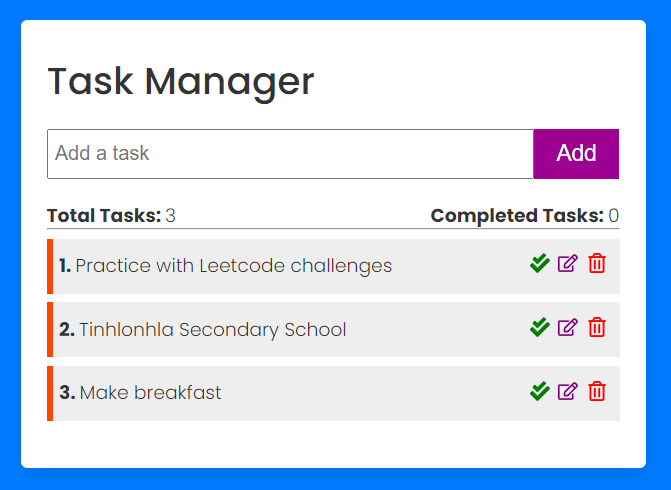 Task Manager
Add a task
Add
Total Tasks: 3
Completed Tasks: 0
1. Practice with Leetcode challenges
2. Tinhlonhla Secondary School
3. Make breakfast